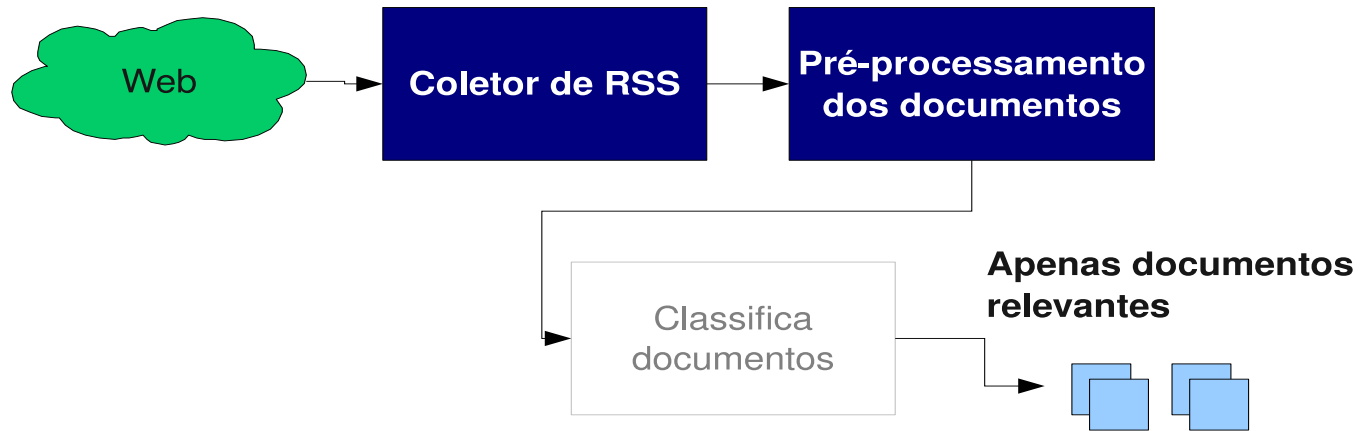 Web
Coletor de RSS
Pré-processamento
dos documentos
Classifica
documentos
Apenas documentos
relevantes